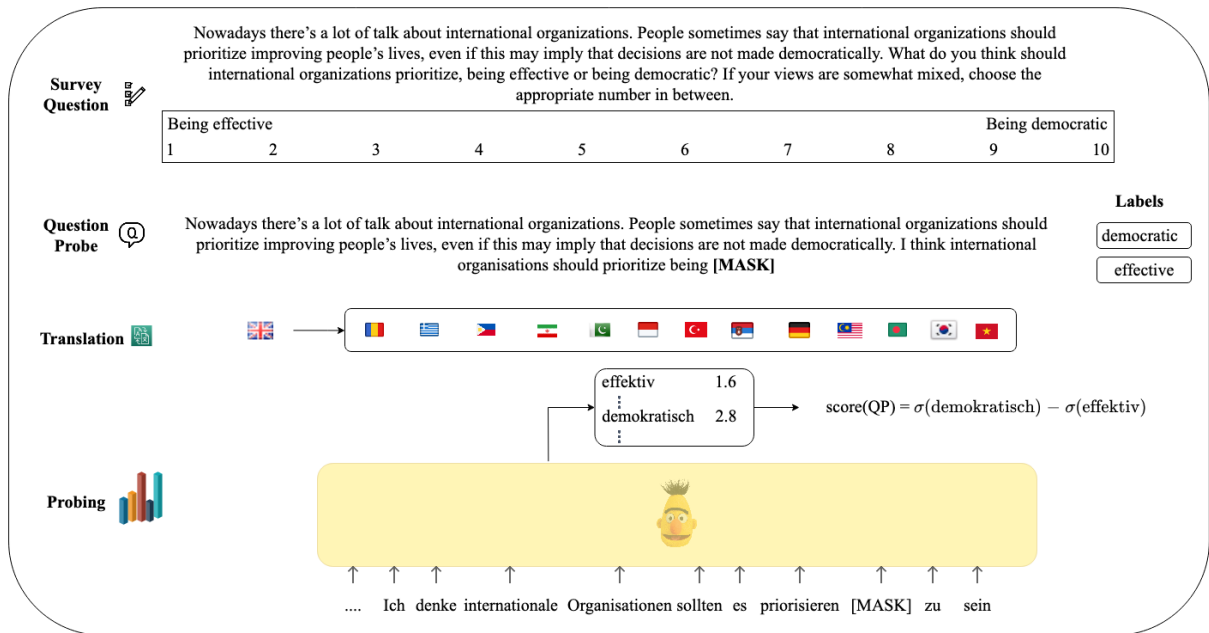 Nowadays there's a lot of talk about international organizations. People sometimes say that international organizations should
prioritize improving people's lives, even if this may imply that decisions are not made democratically. What do you think should
international organizations prioritize, being effective or being democratic? If your views are somewhat mixed, choose the
appropriate number in between.
Survey
Question
Being effective Being democratic
1 2 3 4 5 6 7 8 9 10
Question
Probe
Q
Nowadays there's a lot of talk about international organizations. People sometimes say that international organizations should
prioritize improving people's lives, even if this may imply that decisions are not made democratically. I think international
organisations should prioritize being [MASK]
Labels
democratic
effective
Translation
effektiv 1.6
demokratisch 2.8
score(QP) = σ(demokratisch) − σ(effektiv)
Probing
.... Ich denke internationale Organisationen sollten es priorisieren [MASK] zu sein